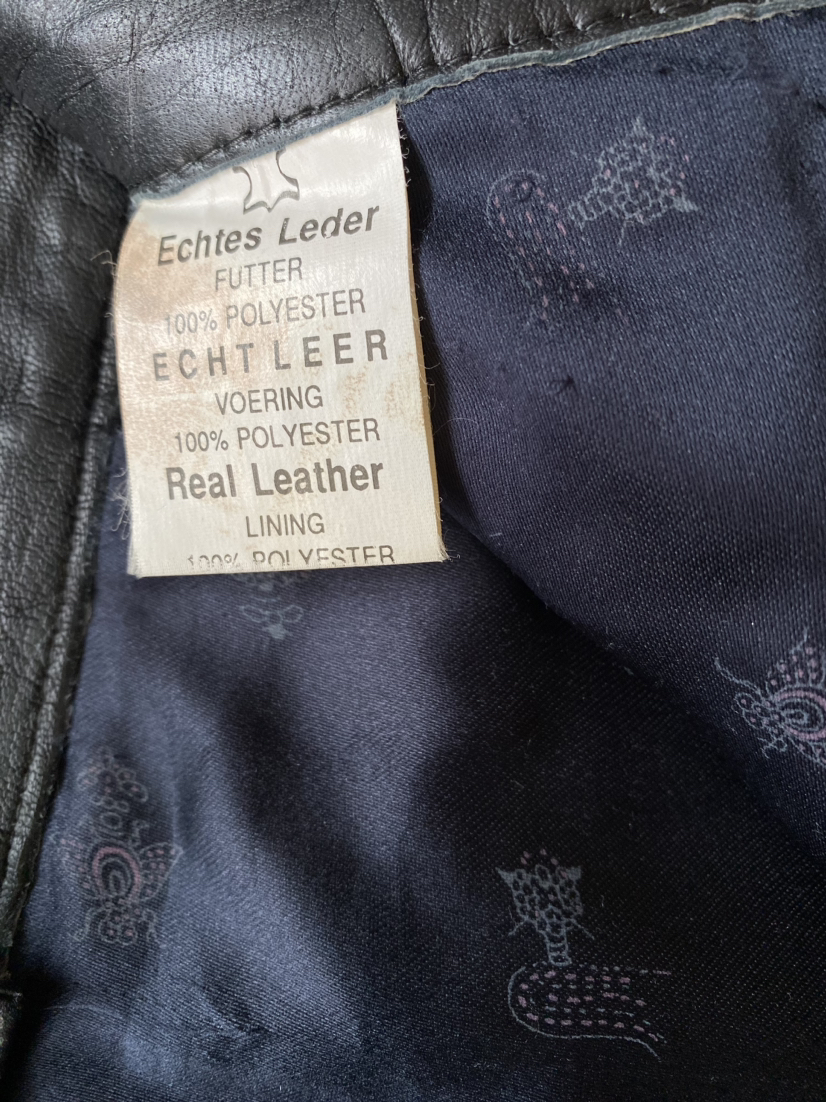 Echtes Leder
FUTTER
100% POLYESTER
ECHT LEER
VOERING
100% POLYESTER
Real Leather
LINING
100% POLYESTER